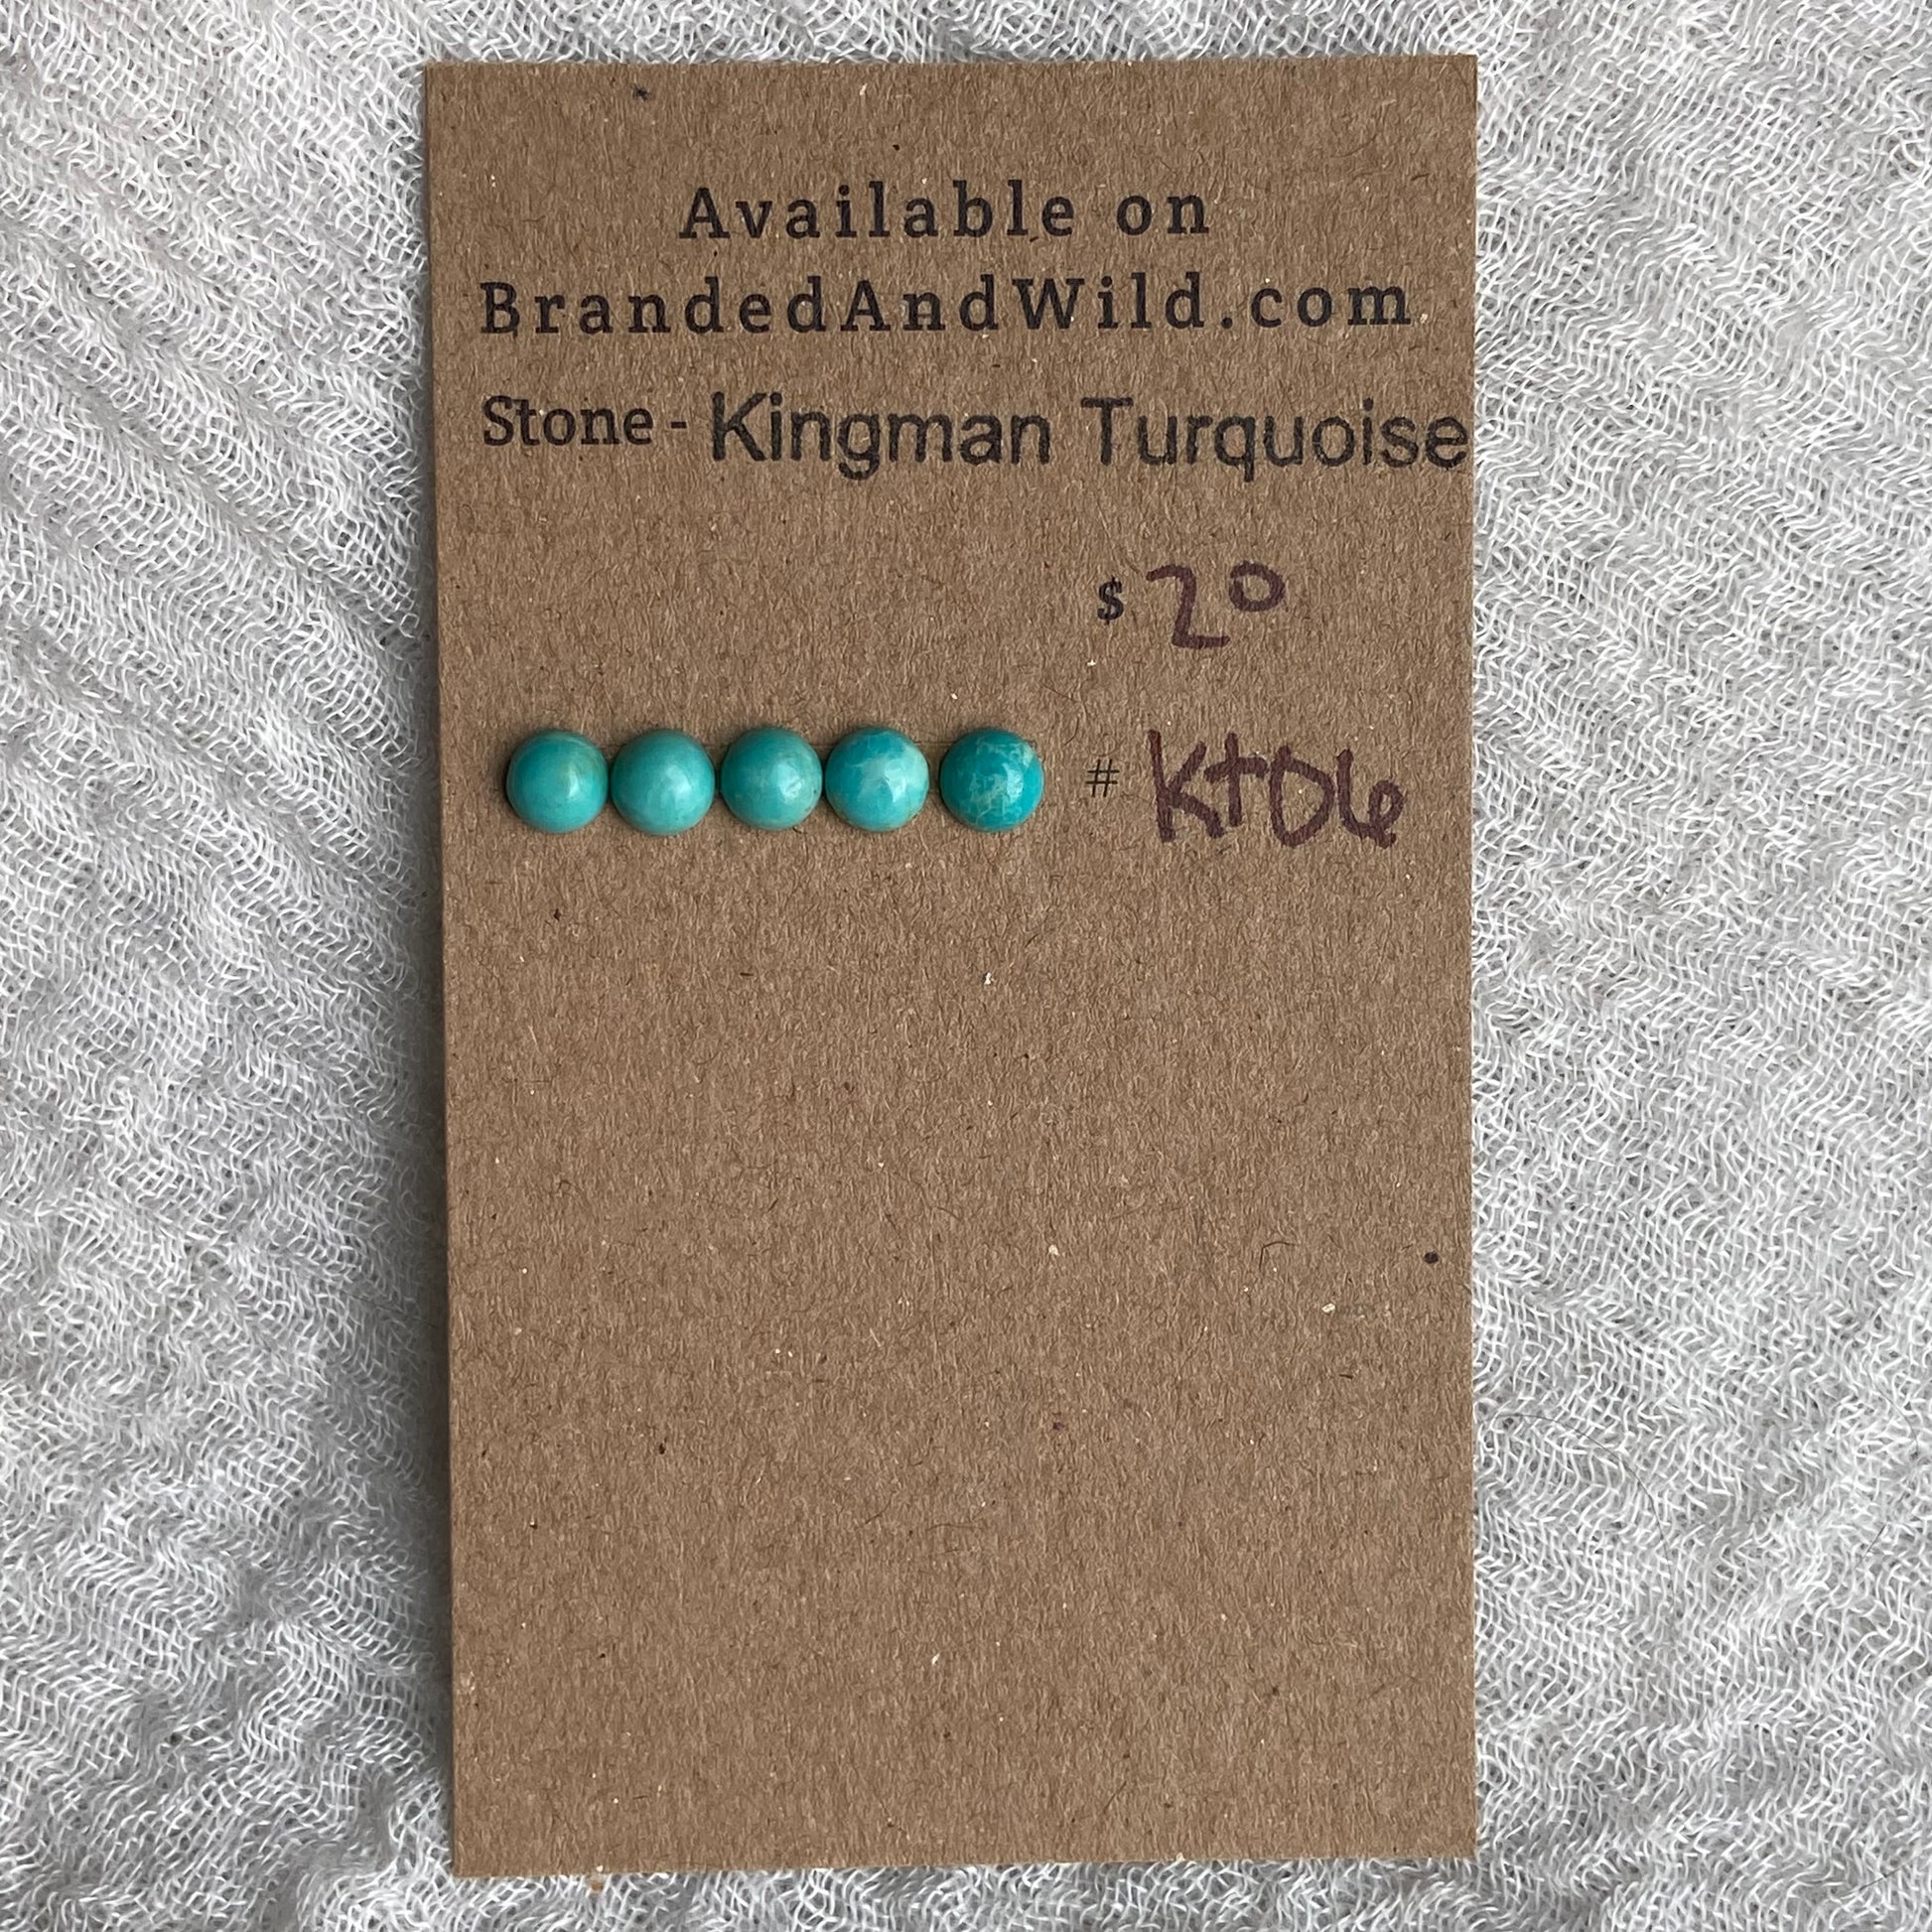 Available on
BrandedAndWild.com
Stone - Kingman Turquoise
$ 20
# Kt06